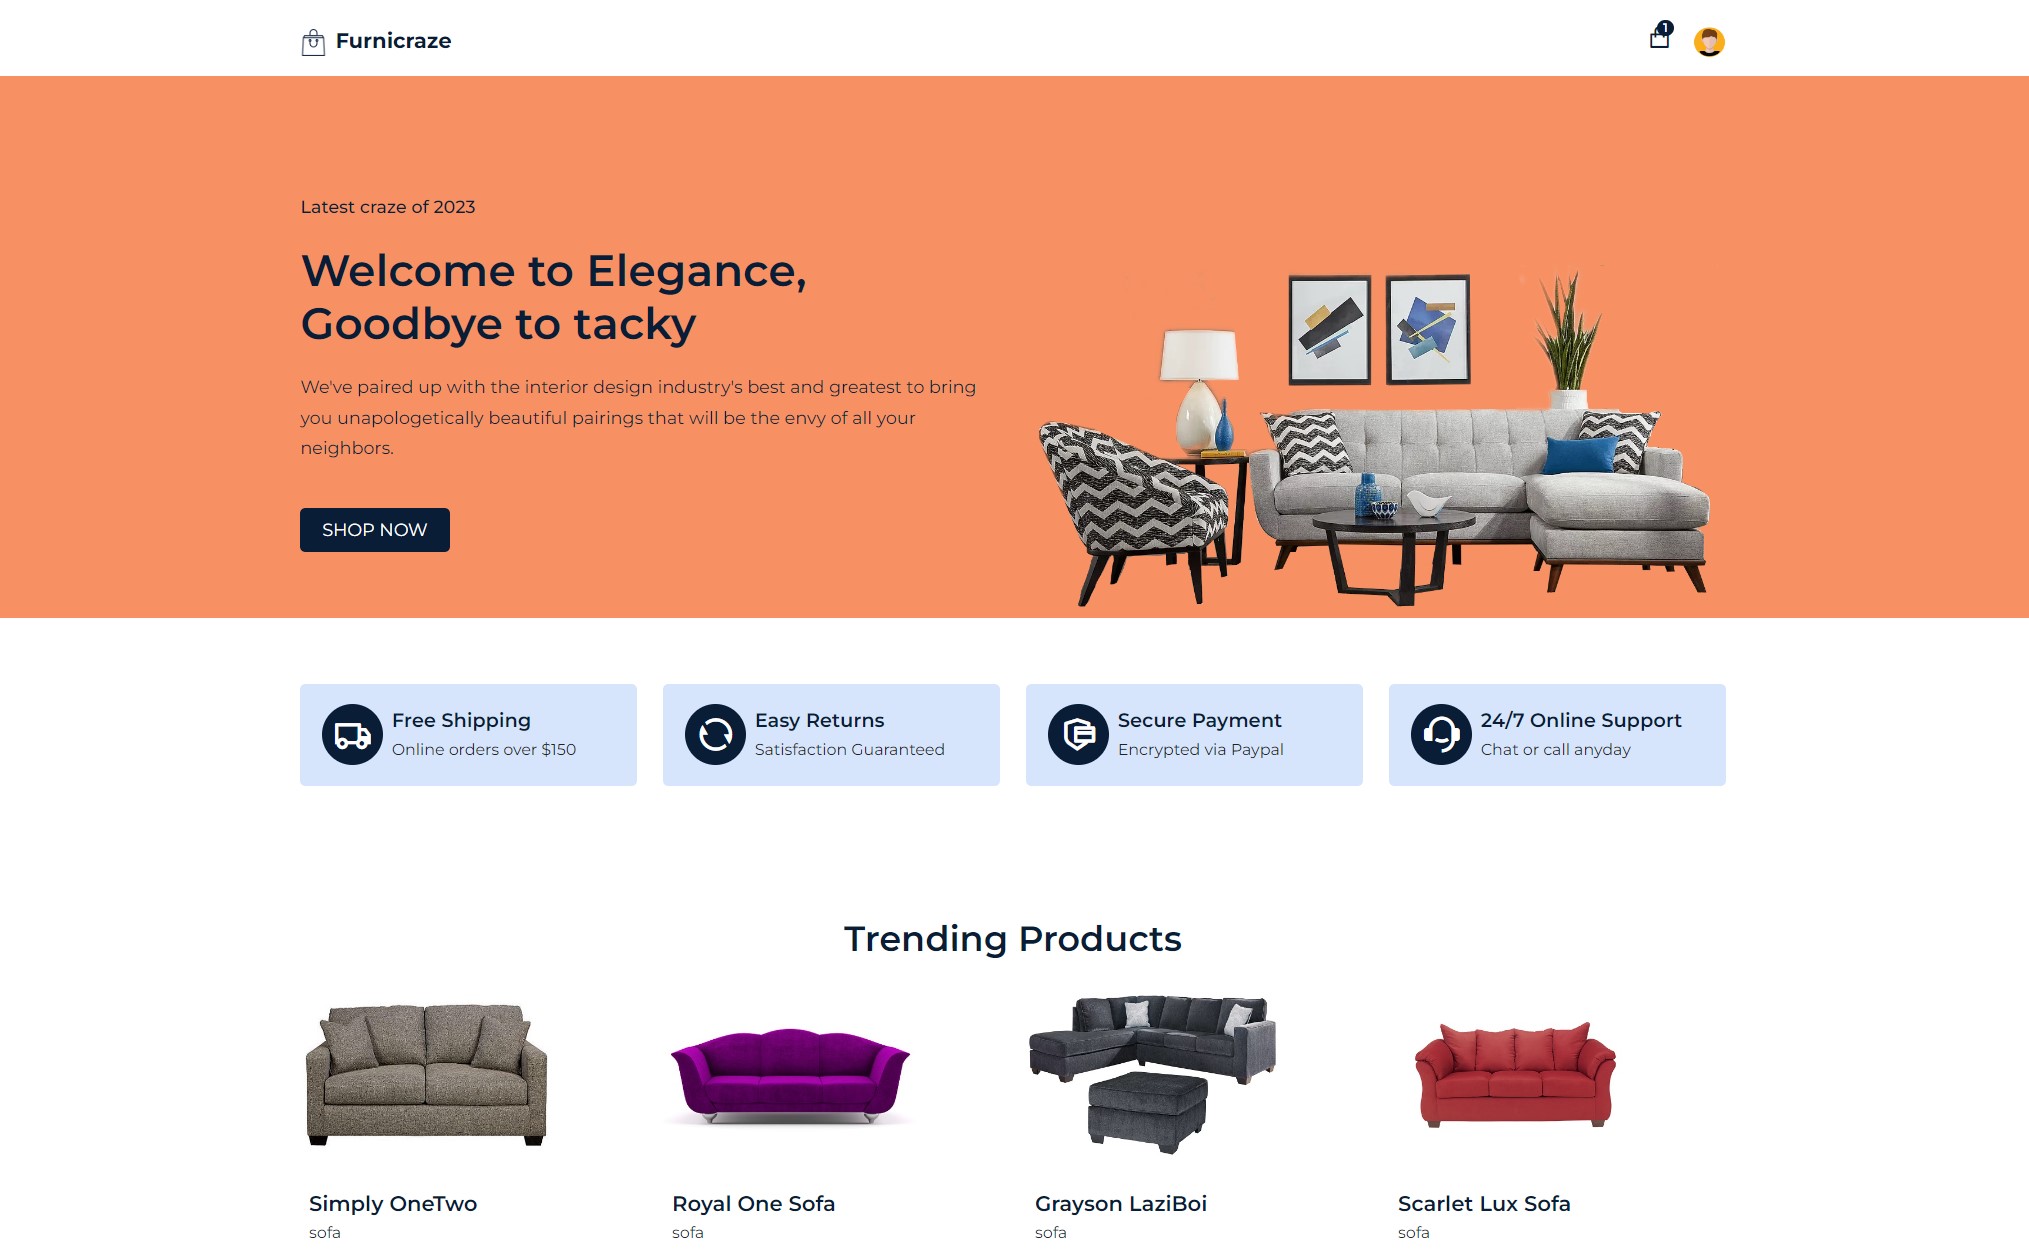 Furnicraze
1
Latest craze of 2023
Welcome to Elegance,
Goodbye to tacky
We've paired up with the interior design industry's best and greatest to bring
you unapologetically beautiful pairings that will be the envy of all your
neighbors.
SHOP NOW
Free Shipping
Online orders over $150
Easy Returns
Satisfaction Guaranteed
Secure Payment
Encrypted via Paypal
24/7 Online Support
Chat or call anyday
Trending Products
Simply OneTwo
sofa
Royal One Sofa
sofa
Grayson LaziBoi
sofa
Scarlet Lux Sofa
sofa